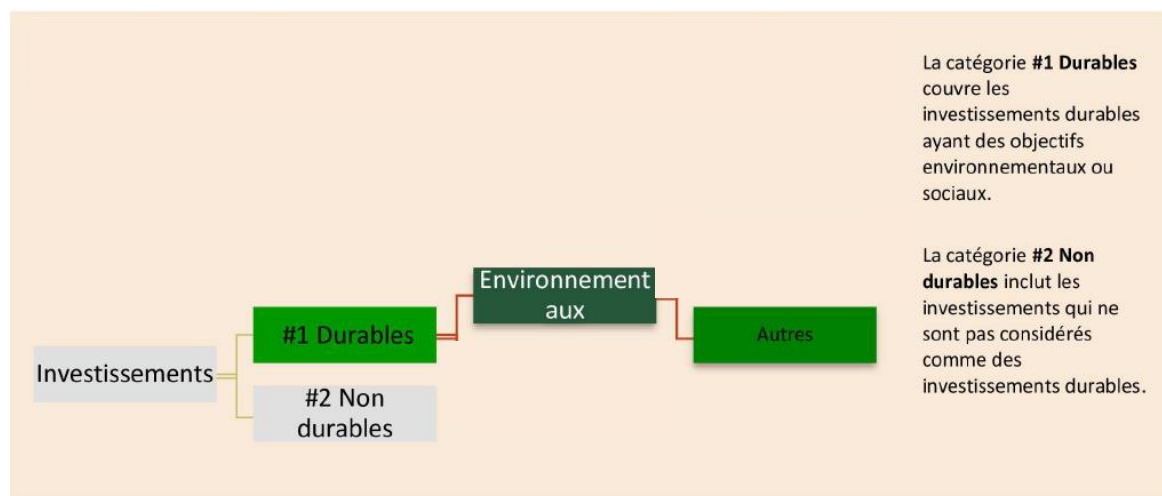 Investissements
#1 Durables
#2 Non
durables
Environnement
aux
Autres
La catégorie #1 Durables
couvre les
investissements durables
ayant des objectifs
environnementaux ou
sociaux.
La catégorie #2 Non
durables inclut les
investissements qui ne
sont pas considérés
comme des
investissements durables.